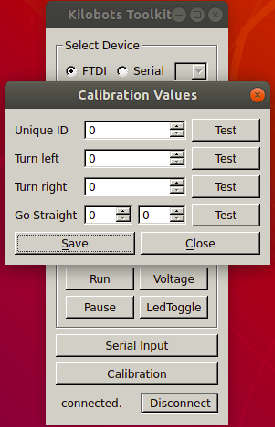 Kilobots Toolkit
Select Device
FTDI Serial
Calibration Values
Unique ID 0 Test
Turn left 0 Test
Turn right 0 Test
Go Straight 0 0 Test
Save Close
Run Voltage
Pause LedToggle
Serial Input
Calibration
connected. Disconnect